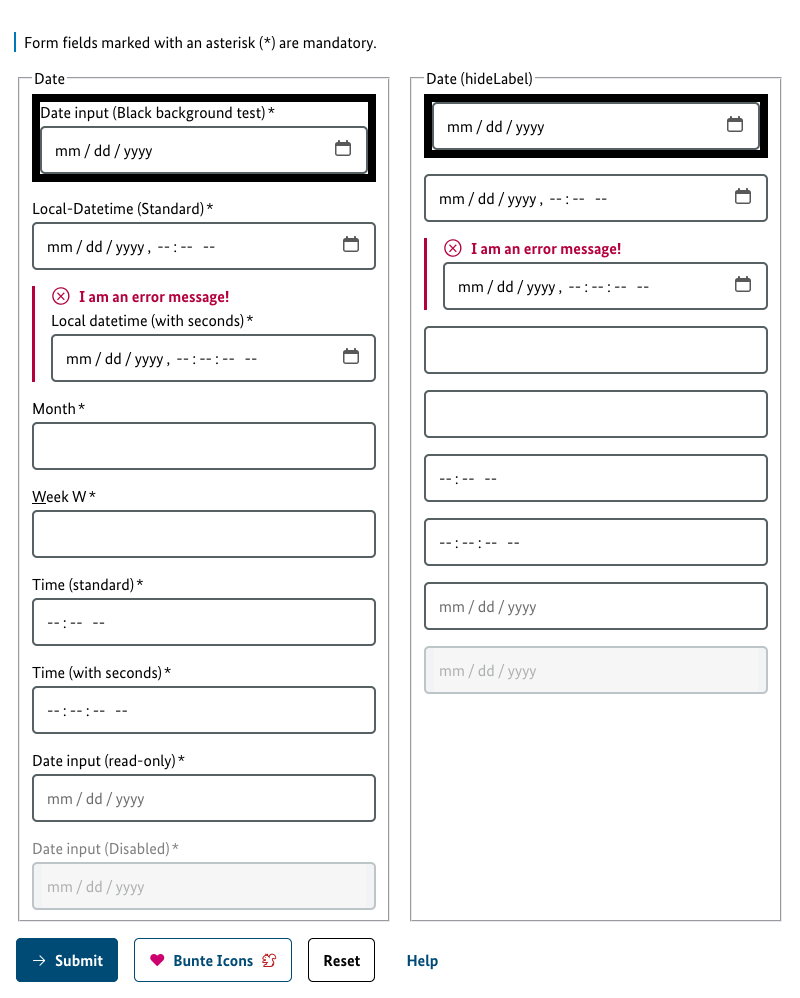 Form fields marked with an asterisk (*) are mandatory.
Date
Date input (Black background test) *
mm / dd / yyyy
Local-Datetime (Standard) *
mm / dd / yyyy , -- : -- --
I am an error message!
Local datetime (with seconds) *
mm / dd / yyyy , -- : -- : -- --
Month *
Week W *
Time (standard) *
-- : -- --
Time (with seconds) *
-- : -- : -- --
Date input (read-only) *
mm / dd / yyyy
Date input (Disabled) *
mm / dd / yyyy
Date (hideLabel)
mm / dd / yyyy
mm / dd / yyyy , -- : -- --
I am an error message!
mm / dd / yyyy , -- : -- : -- --
-- : -- --
-- : -- : -- --
mm / dd / yyyy
mm / dd / yyyy
Submit
Bunte Icons
Reset
Help